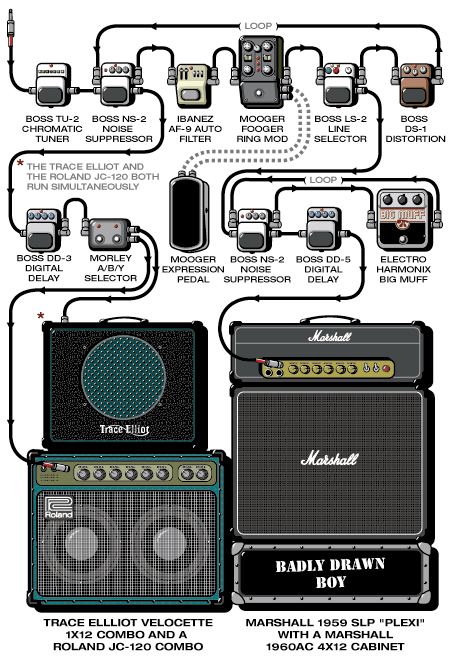 LOOP
BOSS TU-2
CHROMATIC
TUNER
BOSS NS-2
NOISE
SUPPRESSOR
IBANEZ
AF-9 AUTO
FILTER
MOOGER
FOOGER
RING MOD
BOSS LS-2
LINE
SELECTOR
BOSS
DS-1
DISTORTION
* THE TRACE ELLIOT AND
THE ROLAND JC-120 BOTH
RUN SIMULTANEOUSLY
LOOP
BIG MUFF
BOSS DD-3
DIGITAL
DELAY
MORLEY
A/B/Y
SELECTOR
MOOGER
EXPRESSION
PEDAL
BOSS NS-2
NOISE
SUPPRESSOR
BOSS DD-5
DIGITAL
DELAY
ELECTRO
HARMONIX
BIG MUFF
*
Trace Elliot
Marshall
Marshall
Roland
BADLY DRAWN
BOY
TRACE ELLLIOT VELOCETTE
1X12 COMBO AND A
ROLAND JC-120 COMBO
MARSHALL 1959 SLP "PLEXI"
WITH A MARSHALL
1960AC 4X12 CABINET